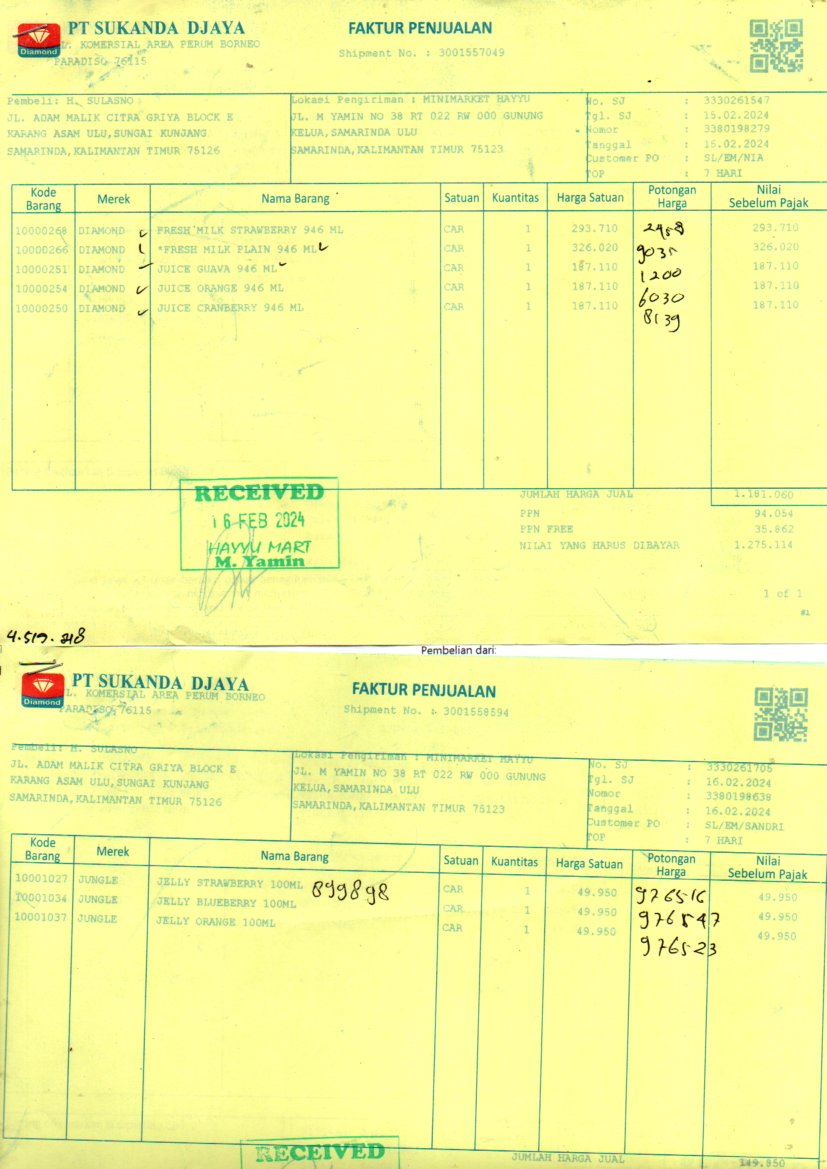 PT SUKANDA DJAYA
Diamond
JL. KOMERSIAL AREA PERUM BORNEO
PARADISO 76115
FAKTUR PENJUALAN
Shipment No. : 3001557049
Pembeli: H. SULASNO
JL. ADAM MALIK CITRA GRIYA BLOCK E
KARANG ASAM ULU,SUNGAI KUNJANG
SAMARINDA,KALIMANTAN TIMUR 75126
Lokasi Pengiriman : MINIMARKET HAYYU
JL. M YAMIN NO 38 RT 022 RW 000 GUNUNG
KELUA,SAMARINDA ULU
SAMARINDA,KALIMANTAN TIMUR 75123
No. SJ : 3330261547
Tgl. SJ : 15.02.2024
Nomor : 3380198279
Tanggal : 15.02.2024
Customer PO : SL/EM/NIA
TOP : 7 HARI
Kode Barang Merek Nama Barang Satuan Kuantitas Harga Satuan Potongan Harga Nilai Sebelum Pajak
10000268 DIAMOND FRESH MILK STRAWBERRY 946 ML CAR 1 293.710 2458 293.710
10000266 DIAMOND *FRESH MILK PLAIN 946 ML CAR 1 326.020 9035 326.020
10000251 DIAMOND JUICE GUAVA 946 ML CAR 1 187.110 1200 187.110
10000254 DIAMOND JUICE ORANGE 946 ML CAR 1 187.110 6030 187.110
10000250 DIAMOND JUICE CRANBERRY 946 ML CAR 1 187.110 8139 187.110
RECEIVED
16 FEB 2024
HAYYU MART
M. Yamin
JUMLAH HARGA JUAL 1.181.060
PPN 94.054
PPN FREE 35.862
NILAI YANG HARUS DIBAYAR 1.275.114
1 of 1
#1
4.519.218
Pembelian dari:
PT SUKANDA DJAYA
Diamond
JL. KOMERSIAL AREA PERUM BORNEO
PARADISO 76115
FAKTUR PENJUALAN
Shipment No. : 3001558594
Pembeli: H. SULASNO
JL. ADAM MALIK CITRA GRIYA BLOCK E
KARANG ASAM ULU,SUNGAI KUNJANG
SAMARINDA,KALIMANTAN TIMUR 75126
Lokasi Pengiriman : MINIMARKET HAYYU
JL. M YAMIN NO 38 RT 022 RW 000 GUNUNG
KELUA,SAMARINDA ULU
SAMARINDA,KALIMANTAN TIMUR 75123
No. SJ : 3330261705
Tgl. SJ : 16.02.2024
Nomor : 3380198638
Tanggal : 16.02.2024
Customer PO : SL/EM/SANDRI
TOP : 7 HARI
Kode Barang Merek Nama Barang Satuan Kuantitas Harga Satuan Potongan Harga Nilai Sebelum Pajak
10001027 JUNGLE JELLY STRAWBERRY 100ML 899898 CAR 1 49.950 976516 49.950
10001034 JUNGLE JELLY BLUEBERRY 100ML CAR 1 49.950 976547 49.950
10001037 JUNGLE JELLY ORANGE 100ML CAR 1 49.950 976523 49.950
RECEIVED
JUMLAH HARGA JUAL 149.850